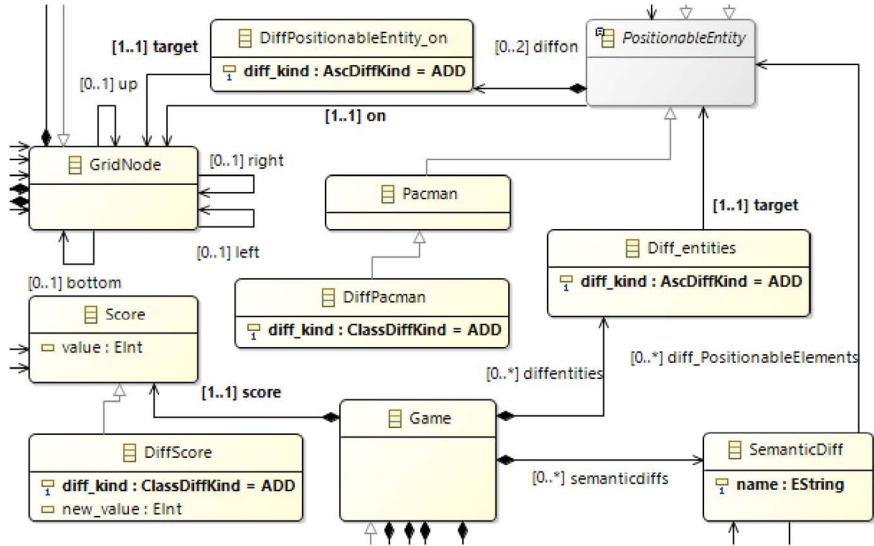 DiffPositionableEntity_on
diff_kind : AscDiffKind = ADD
[1..1] target
[0..2] diffon
PositionableEntity
[0..1] up
[1..1] on
GridNode
[0..1] right
[0..1] left
[0..1] bottom
Pacman
[1..1] target
Diff_entities
diff_kind : AscDiffKind = ADD
DiffPacman
diff_kind : ClassDiffKind = ADD
Score
value : EInt
[0..*] diff_PositionableElements
[0..*] diffentities
[1..1] score
Game
DiffScore
diff_kind : ClassDiffKind = ADD
new_value : EInt
[0..*] semanticdiffs
SemanticDiff
name : EString